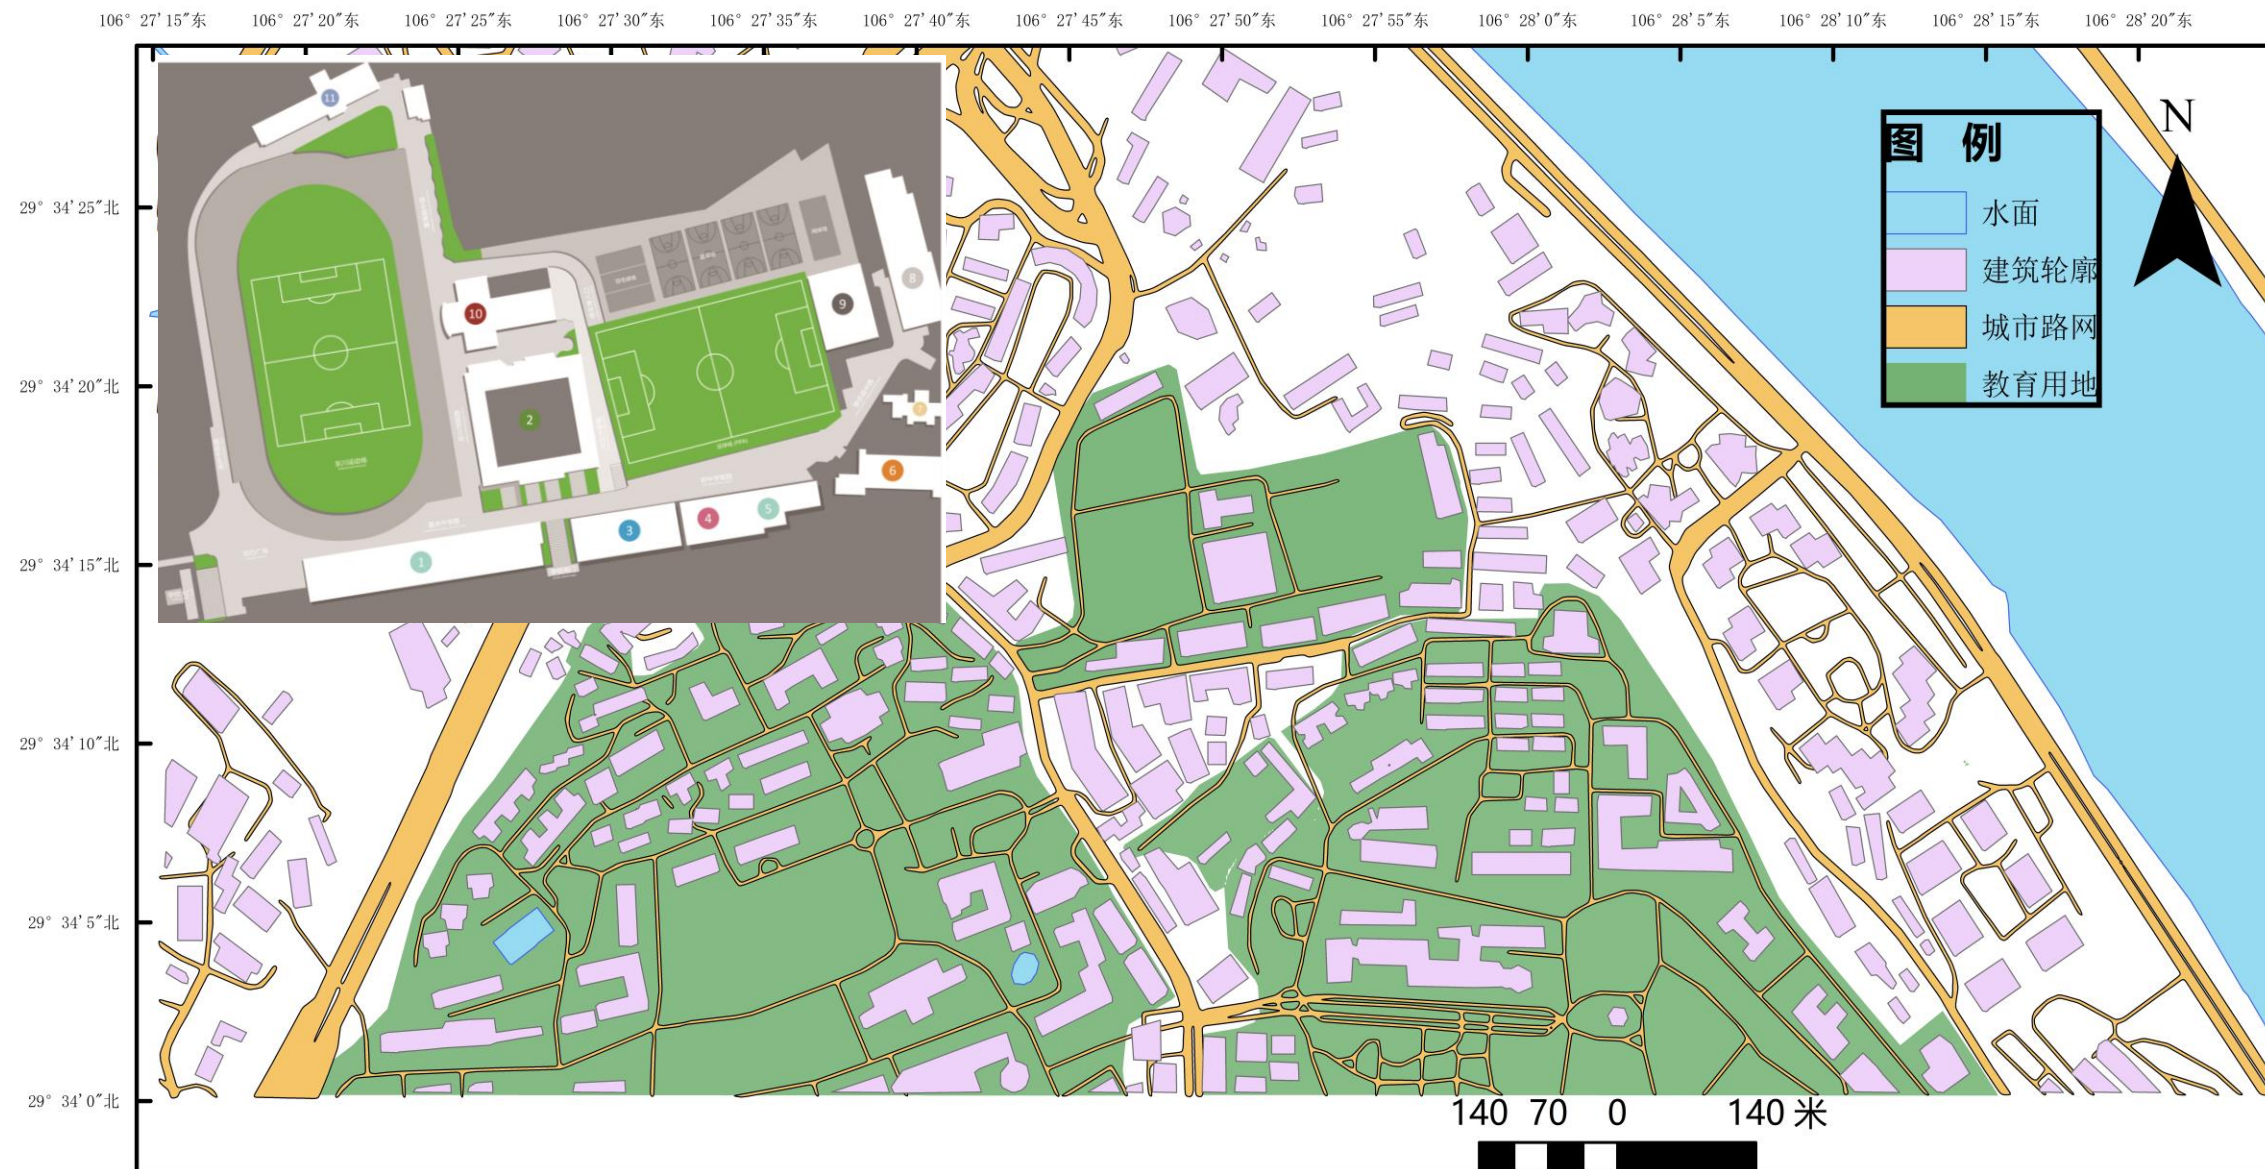 106° 27′15″东
106° 27′20″东
106° 27′25″东
106° 27′30″东
106° 27′35″东
106° 27′40″东
106° 27′45″东
106° 27′50″东
106° 27′55″东
106° 28′0″东
106° 28′5″东
106° 28′10″东
106° 28′15″东
106° 28′20″东
29° 34′25″北
29° 34′20″北
29° 34′15″北
29° 34′10″北
29° 34′5″北
29° 34′0″北
11
10
8
9
7
2
6
5
4
3
1
N
图 例
水面
建筑轮廓
城市路网
教育用地
140 70 0 140 米